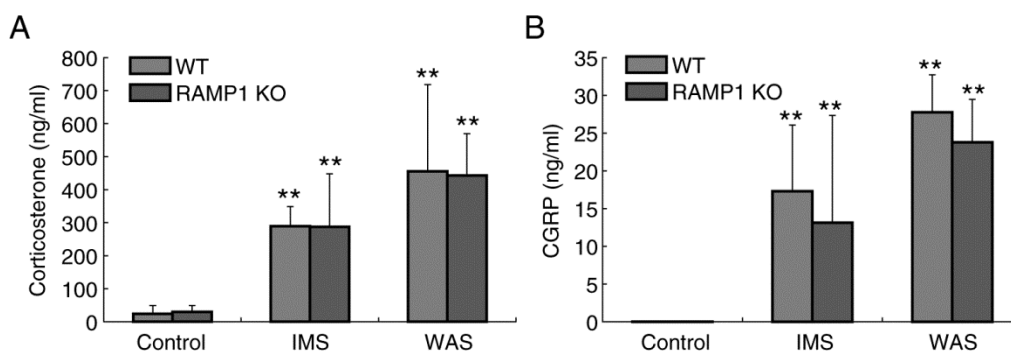 A
Corticosterone (ng/ml)
800
700
600
500
400
300
200
100
0
WT
RAMP1 KO
**
**
**
**
Control
IMS
WAS
B
CGRP (ng/ml)
35
30
25
20
15
10
5
0
WT
RAMP1 KO
**
**
**
**
Control
IMS
WAS